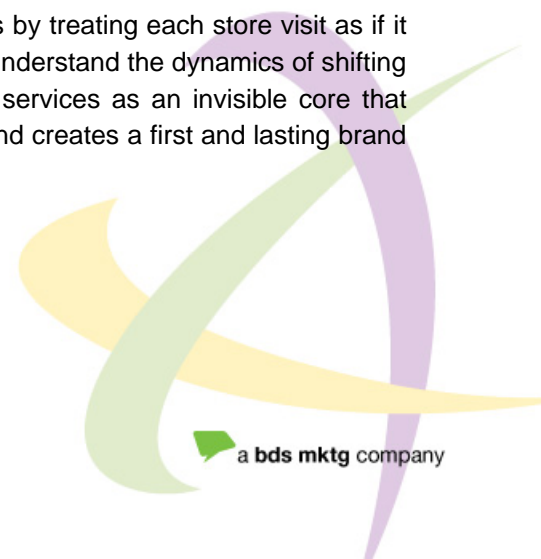 s by treating each store visit as if it
nderstand the dynamics of shifting
services as an invisible core that
nd creates a first and lasting brand
a bds mktg company